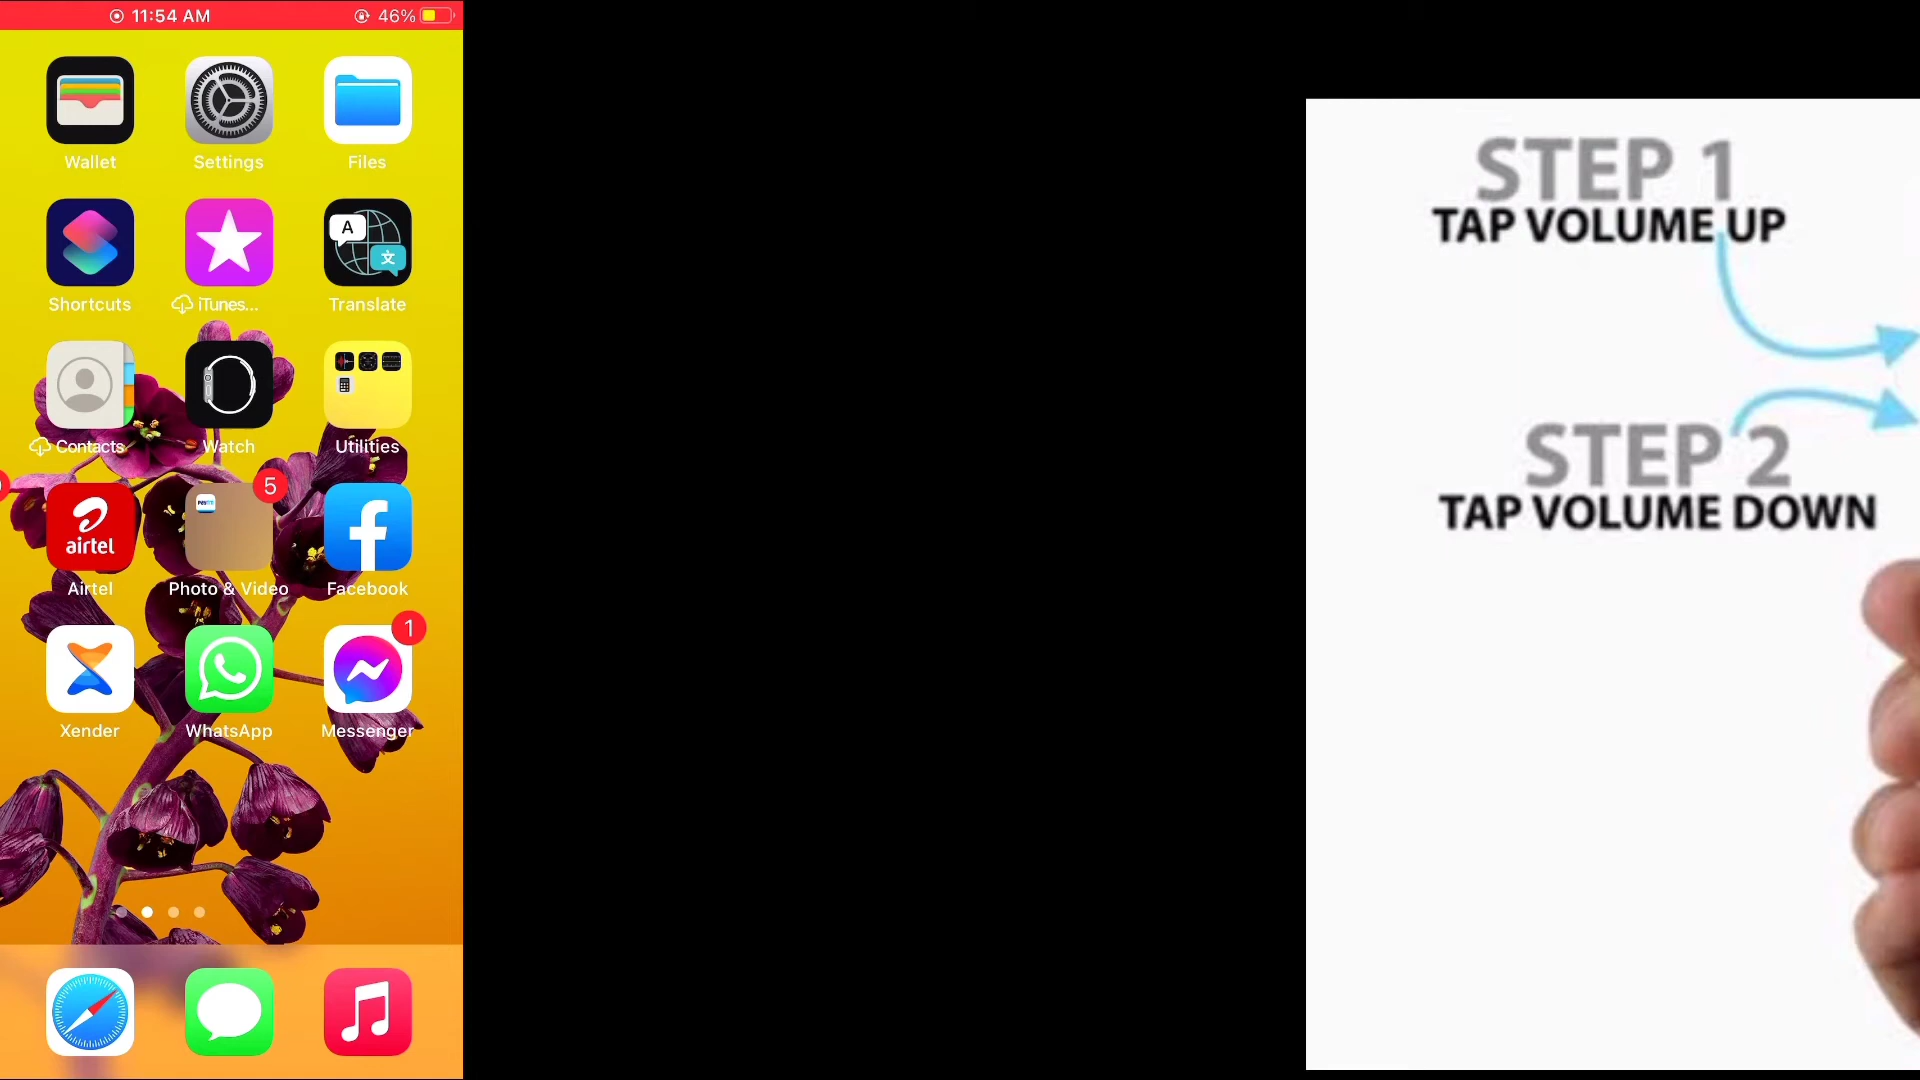 11:54 AM
46%
Wallet
Settings
Files
A
文
Shortcuts
iTunes...
Translate
Contacts
Watch
Utilities
airtel
5
Airtel
Photo & Video
Facebook
1
Xender
WhatsApp
Messenger
STEP 1
TAP VOLUME UP
STEP 2
TAP VOLUME DOWN